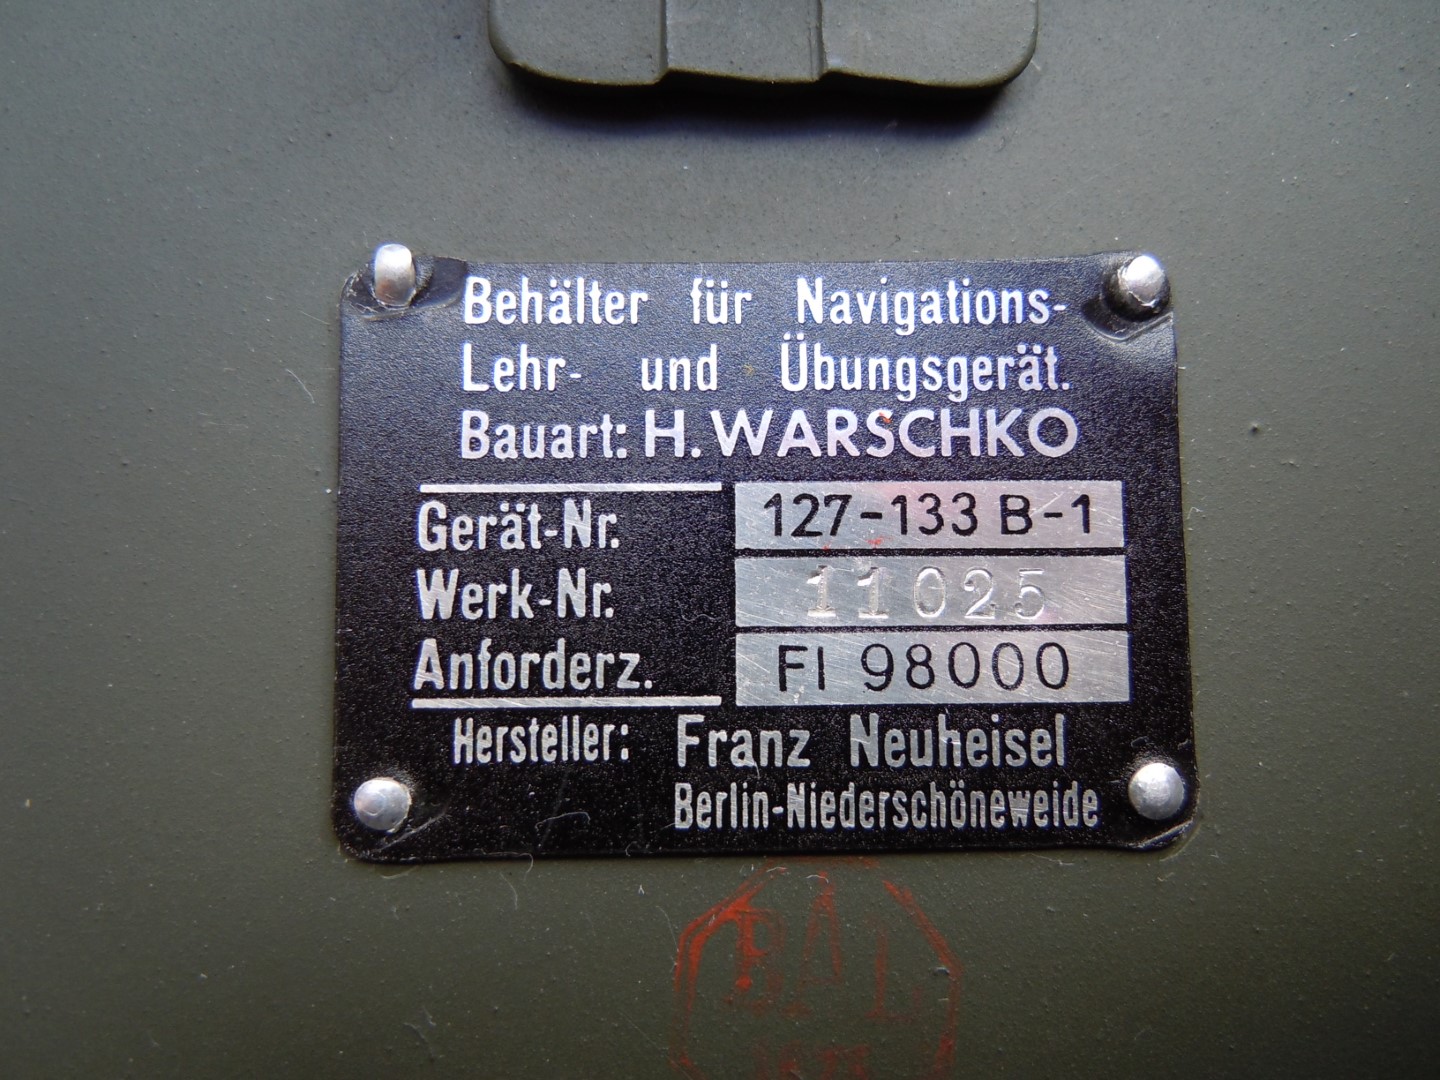 Behälter für Navigations-
Lehr- und Übungsgerät.
Bauart: H. WARSCHKO
Gerät-Nr. 127-133 B-1
Werk-Nr. 11025
Anforderz. Fl 98000
Hersteller: Franz Neuheisel
Berlin-Niederschöneweide
BAL